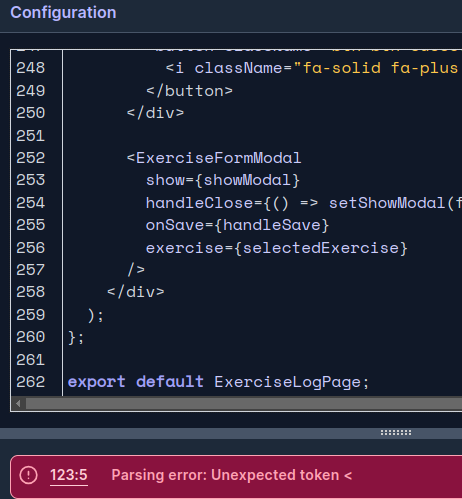 Configuration
248 <i className="fa-solid fa-plus
249 </button>
250 </div>
251
252 <ExerciseFormModal
253 show={showModal}
254 handleClose={() => setShowModal(f
255 onSave={handleSave}
256 exercise={selectedExercise}
257 />
258 </div>
259 );
260 };
261
262 export default ExerciseLogPage;
123:5 Parsing error: Unexpected token <